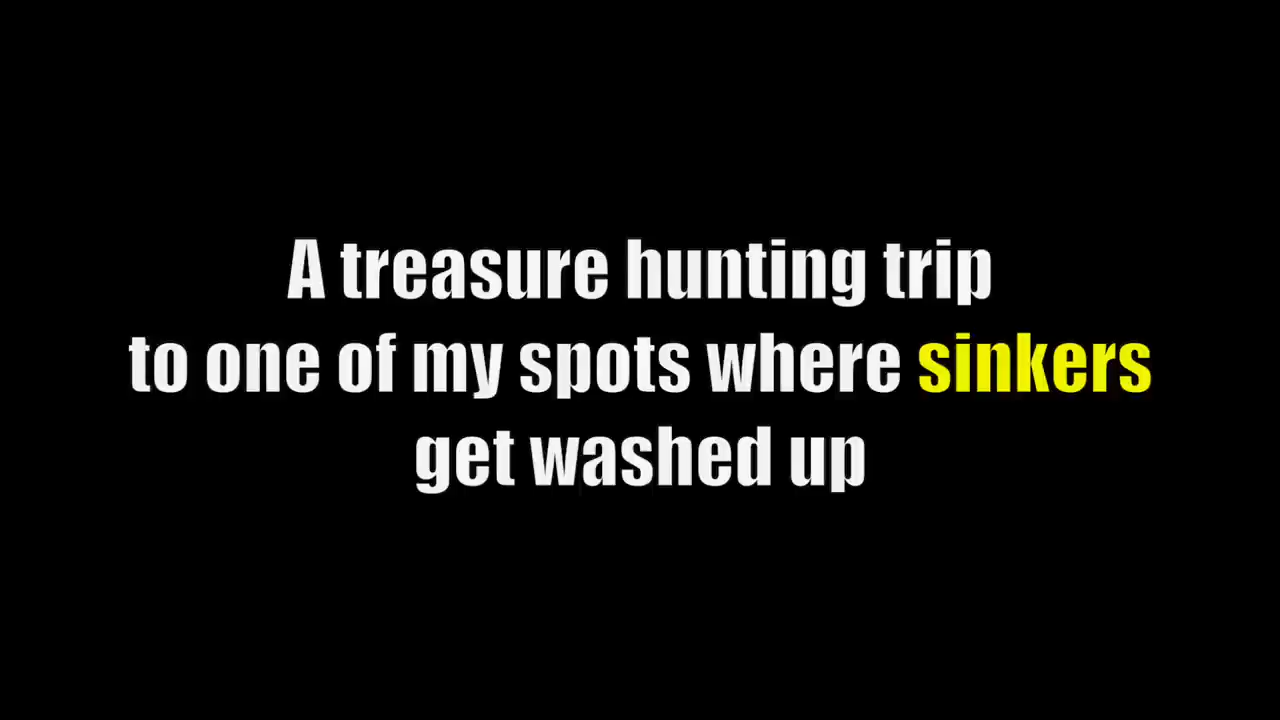 A treasure hunting trip
to one of my spots where sinkers
get washed up